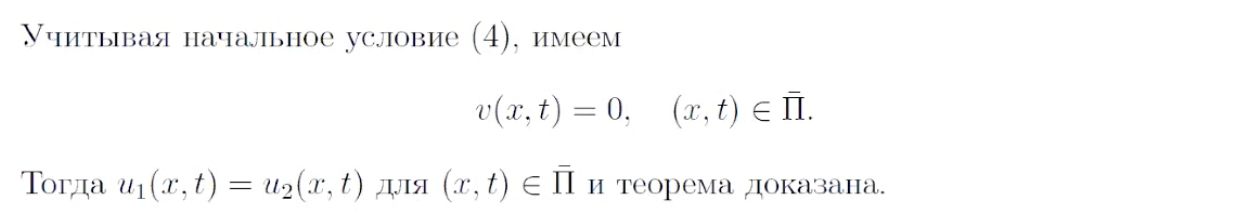 Учитывая начальное условие (4), имеем
v(x, t) = 0, (x, t) ∈ Π̄.
Тогда u₁(x, t) = u₂(x, t) для (x, t) ∈ Π̄ и теорема доказана.